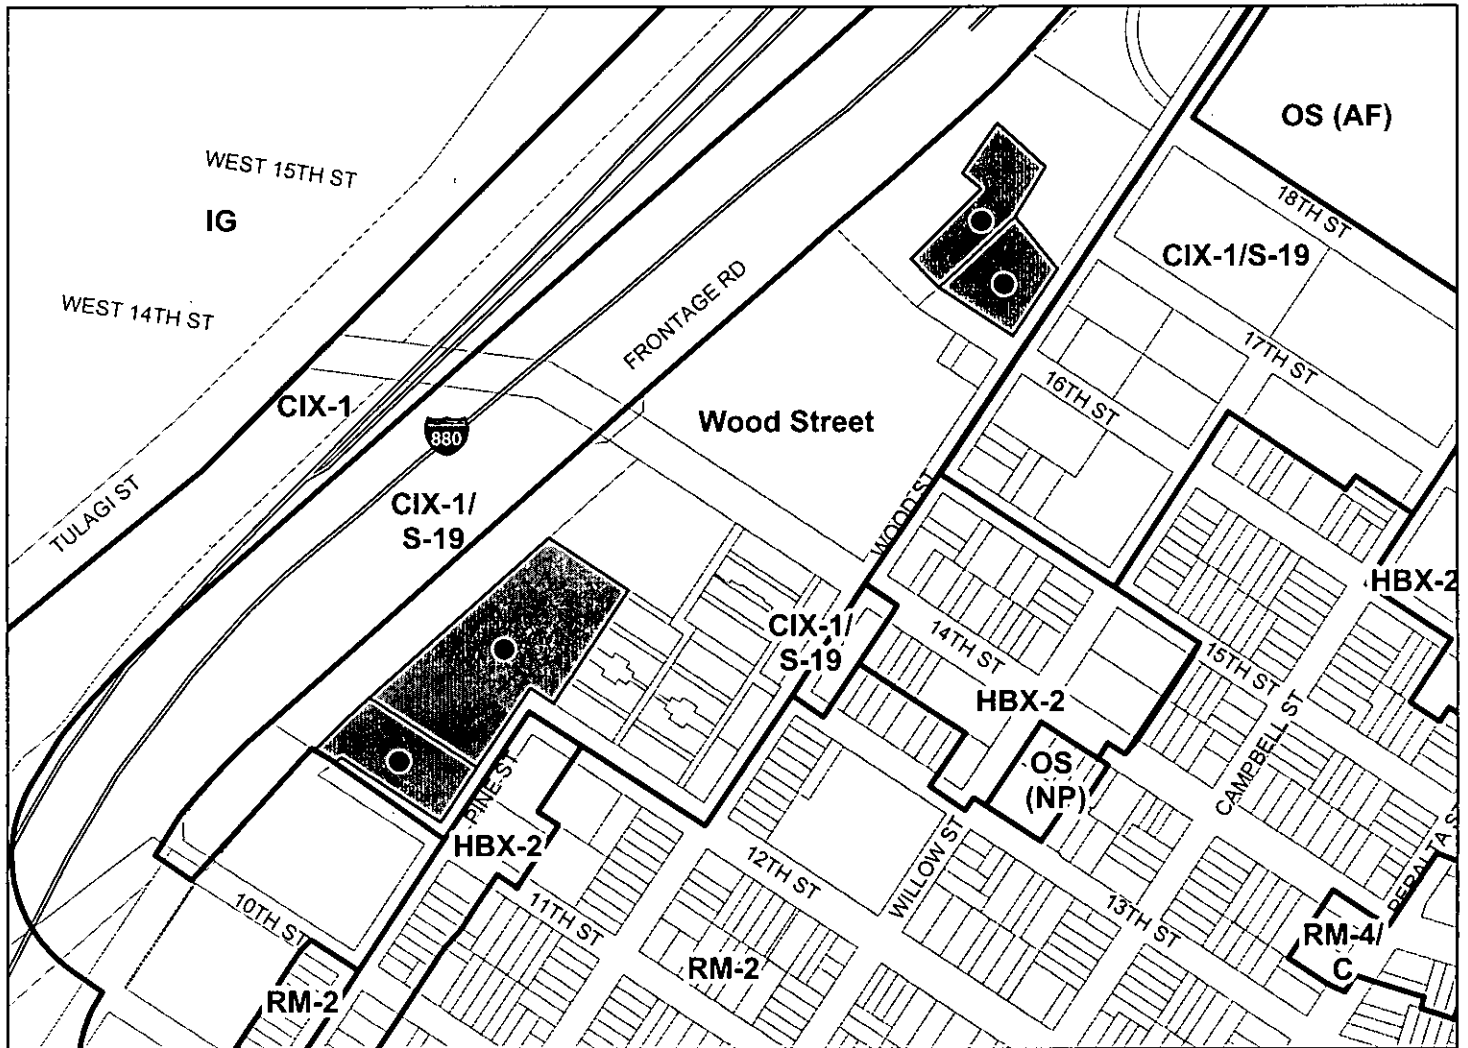 OS (AF)
WEST 15TH ST
IG
18TH ST
CIX-1/S-19
WEST 14TH ST
FRONTAGE RD
17TH ST
CIX-1
16TH ST
Wood Street
880
TULAGI ST
CIX-1/
S-19
WOOD ST
HBX-2
CIX-1/
S-19
14TH ST
15TH ST
HBX-2
OS
(NP)
CAMPBELL ST
PINE ST
HBX-2
12TH ST
WILLOW ST
PERALTA S
10TH ST
11TH ST
13TH ST
RM-4/
C
RM-2
RM-2